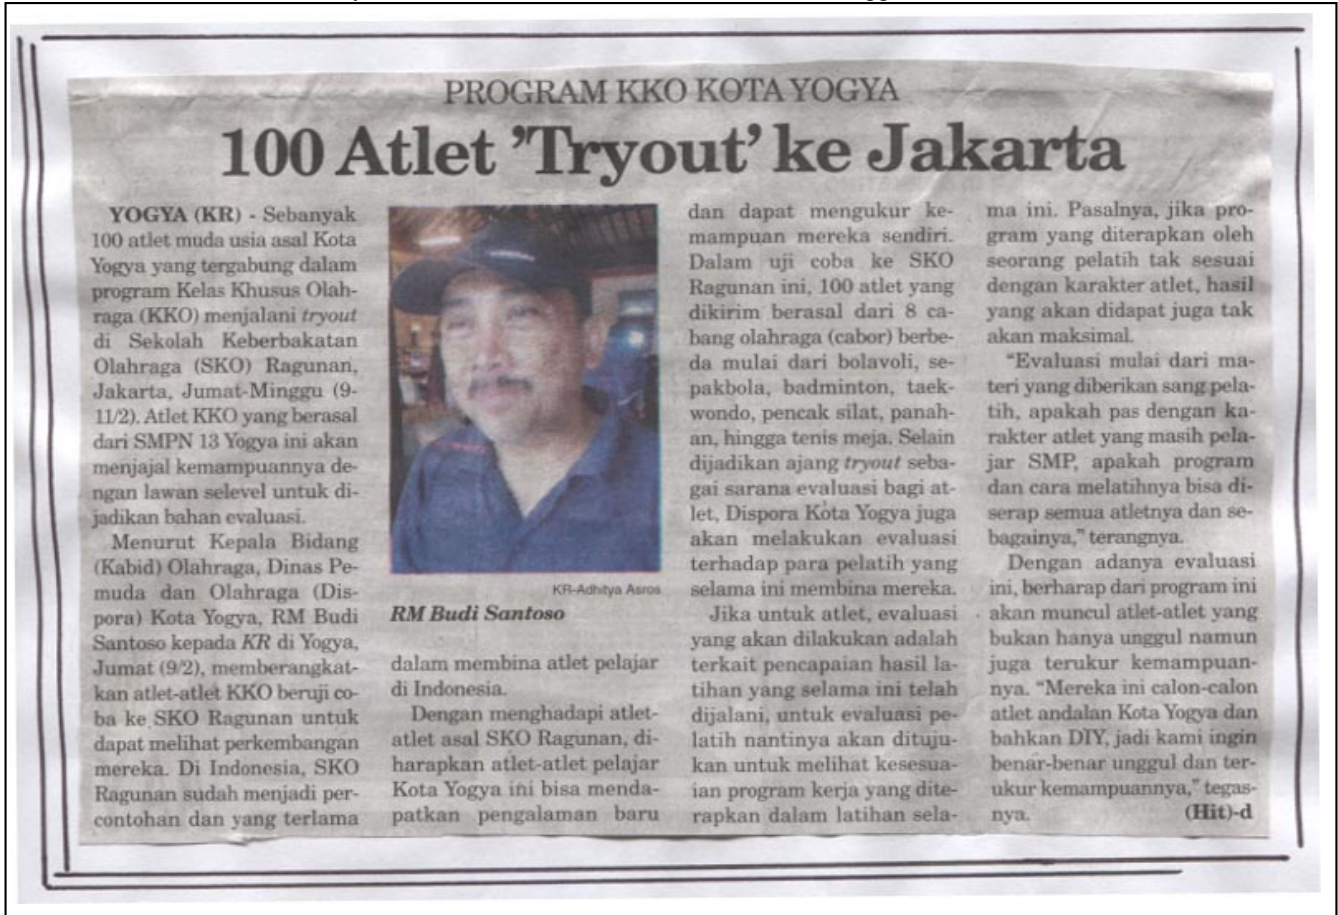 PROGRAM KKO KOTA YOGYA
100 Atlet 'Tryout' ke Jakarta
YOGYA (KR) - Sebanyak
100 atlet muda usia asal Kota
Yogya yang tergabung dalam
program Kelas Khusus Olah-
raga (KKO) menjalani tryout
di Sekolah Keberbakatan
Olahraga (SKO) Ragunan,
Jakarta, Jumat-Minggu (9-
11/2). Atlet KKO yang berasal
dari SMPN 13 Yogya ini akan
menjajal kemampuannya de-
ngan lawan selevel untuk di-
jadikan bahan evaluasi.
Menurut Kepala Bidang
(Kabid) Olahraga, Dinas Pe-
muda dan Olahraga (Dis-
pora) Kota Yogya, RM Budi
Santoso kepada KR di Yogya,
Jumat (9/2), memberangkat-
kan atlet-atlet KKO beruji co-
ba ke SKO Ragunan untuk
dapat melihat perkembangan
mereka. Di Indonesia, SKO
Ragunan sudah menjadi per-
contohan dan yang terlama
KR-Adhitya Asros
RM Budi Santoso
dalam membina atlet pelajar
di Indonesia.
Dengan menghadapi atlet-
atlet asal SKO Ragunan, di-
harapkan atlet-atlet pelajar
Kota Yogya ini bisa menda-
patkan pengalaman baru
dan dapat mengukur ke-
mampuan mereka sendiri.
Dalam uji coba ke SKO
Ragunan ini, 100 atlet yang
dikirim berasal dari 8 ca-
bang olahraga (cabor) berbe-
da mulai dari bolavoli, se-
pakbola, badminton, taek-
wondo, pencak silat, panah-
an, hingga tenis meja. Selain
dijadikan ajang tryout seba-
gai sarana evaluasi bagi at-
let, Dispora Kota Yogya juga
akan melakukan evaluasi
terhadap para pelatih yang
selama ini membina mereka.
Jika untuk atlet, evaluasi
yang akan dilakukan adalah
terkait pencapaian hasil la-
tihan yang selama ini telah
dijalani, untuk evaluasi pe-
latih nantinya akan dituju-
kan untuk melihat kesesua-
ian program kerja yang dite-
rapkan dalam latihan sela-
ma ini. Pasalnya, jika pro-
gram yang diterapkan oleh
seorang pelatih tak sesuai
dengan karakter atlet, hasil
yang akan didapat juga tak
akan maksimal.
"Evaluasi mulai dari ma-
teri yang diberikan sang pela-
tih, apakah pas dengan ka-
rakter atlet yang masih pela-
jar SMP, apakah program
dan cara melatihnya bisa di-
serap semua atletnya dan se-
bagainya," terangnya.
Dengan adanya evaluasi
ini, berharap dari program ini
akan muncul atlet-atlet yang
bukan hanya unggul namun
juga terukur kemampuan-
nya. "Mereka ini calon-calon
atlet andalan Kota Yogya dan
bahkan DIY, jadi kami ingin
benar-benar unggul dan ter-
ukur kemampuannya," tegas-
nya. (Hit)-d